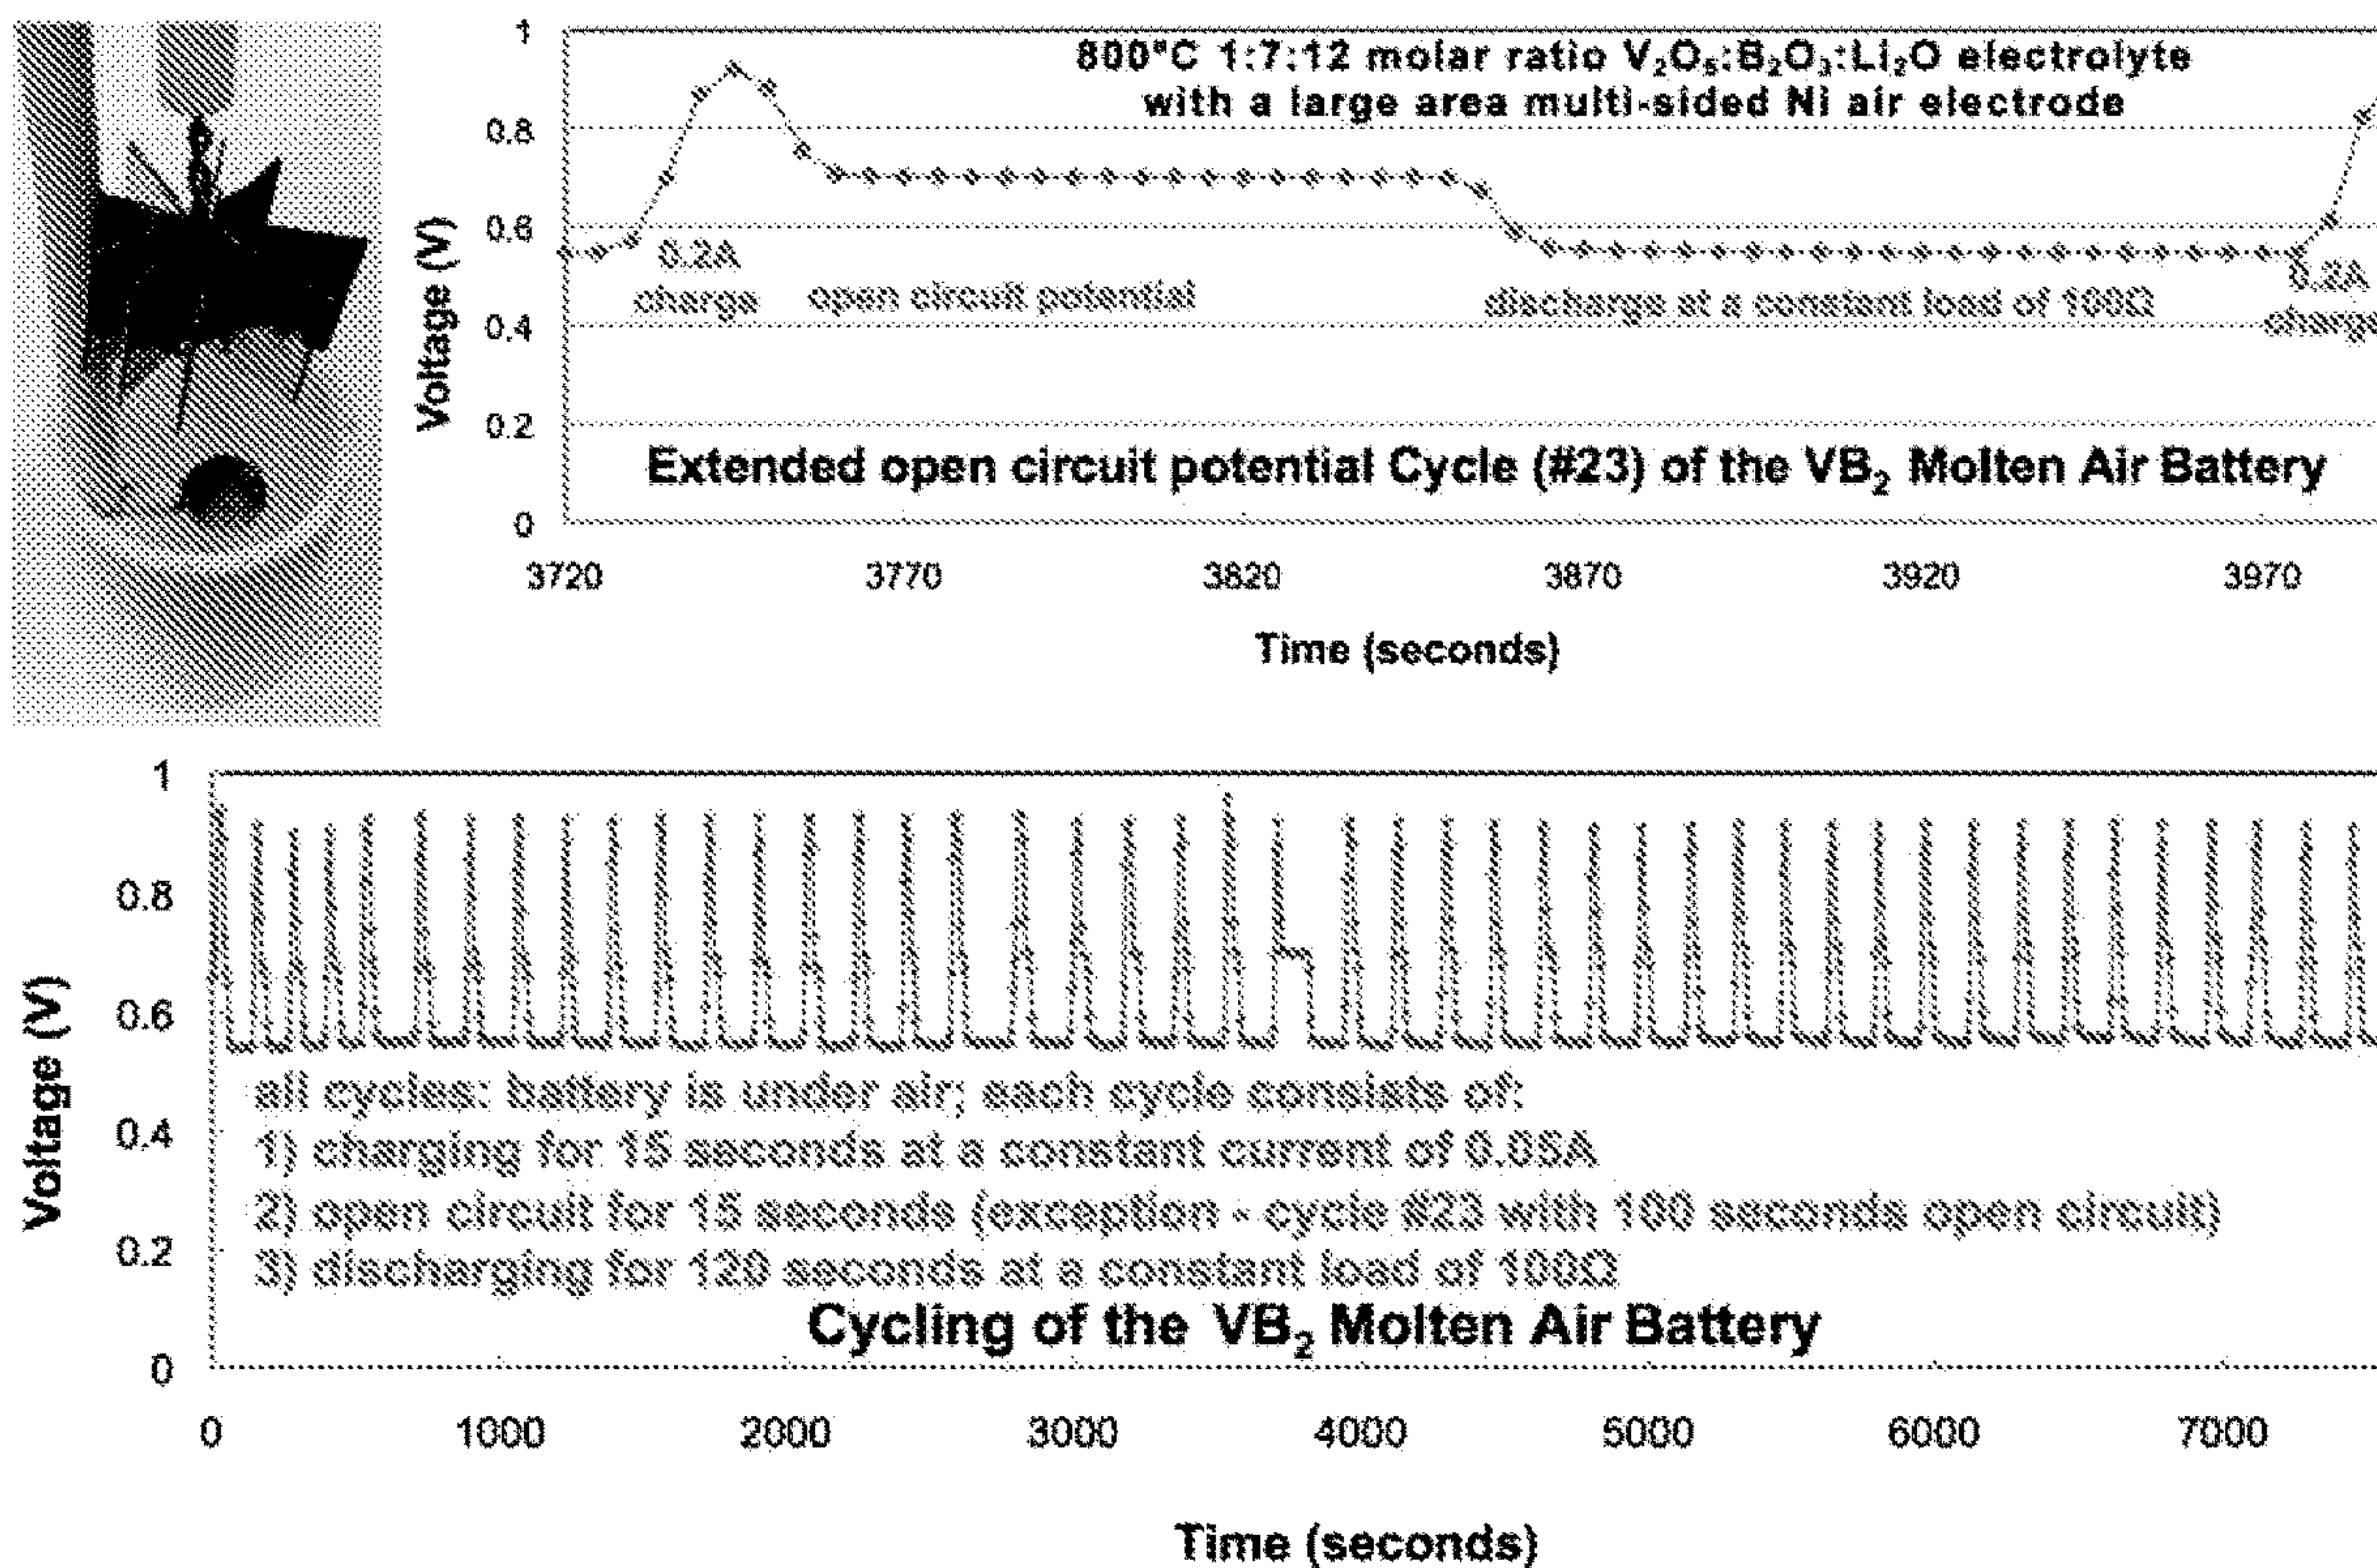 800°C 1:7:12 molar ratio V₂O₅:B₂O₃:Li₂O electrolyte
with a large area multi-sided Ni air electrode
Voltage (V)
1
0.8
0.6
0.4
0.2
0
0.2A
charge
open circuit potential
discharge at a constant load of 100Ω
0.2A
charge
Extended open circuit potential Cycle (#23) of the VB₂ Molten Air Battery
3720 3770 3820 3870 3920 3970
Time (seconds)
Voltage (V)
1
0.8
0.6
0.4
0.2
0
all cycles: battery is under air; each cycle consists of:
1) charging for 15 seconds at a constant current of 0.05A
2) open circuit for 15 seconds (exception - cycle #23 with 100 seconds open circuit)
3) discharging for 120 seconds at a constant load of 100Ω
Cycling of the VB₂ Molten Air Battery
0 1000 2000 3000 4000 5000 6000 7000
Time (seconds)